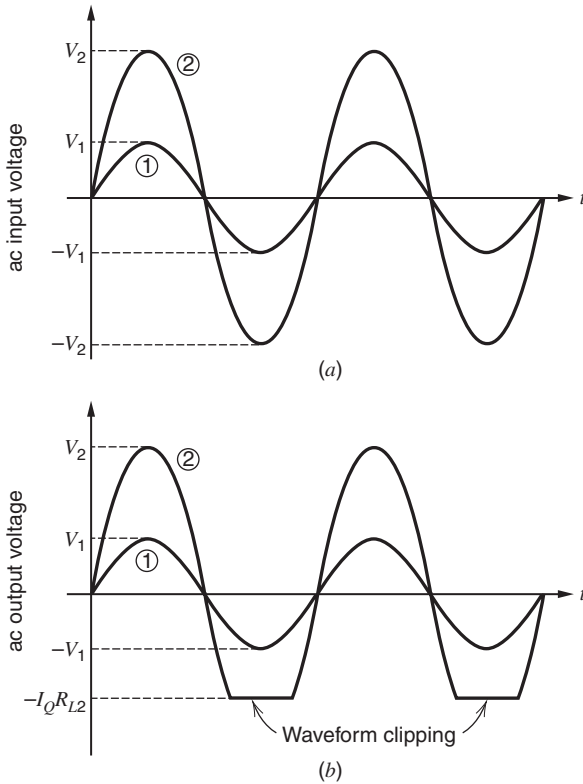 V2
②
V1
①
ac input voltage
t
−V1
−V2
(a)
V2
②
V1
①
ac output voltage
t
−V1
−IQRL2
Waveform clipping
(b)